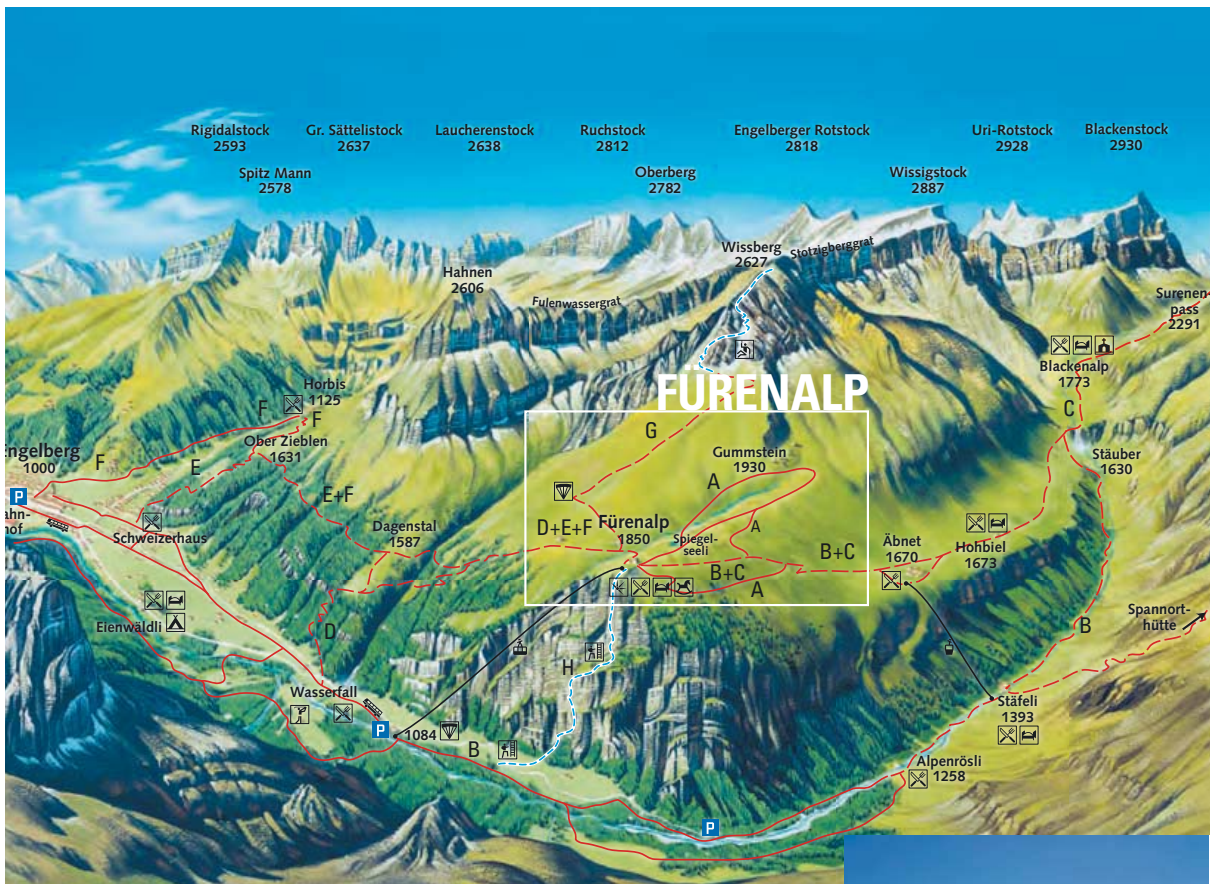 Rigidalstock
2593
Gr. Sättelistock
2637
Laucherenstock
2638
Ruchstock
2812
Engelberger Rotstock
2818
Uri-Rotstock
2928
Blackenstock
2930
Spitz Mann
2578
Oberberg
2782
Wissigstock
2887
Wissberg
2627
Stotzigberggrat
Hahnen
2606
Fulenwassergrat
Surenen-
pass
2291
Blackenalp
1773
FÜRENALP
Horbis
1125
F
F
F
Ober Zieblen
1631
E
ngelberg
1000
P
ahn-
hof
Schweizerhaus
E+F
G
Gummstein
1930
A
C
Stäuber
1630
Dagenstal
1587
D+E+F
Fürenalp
1850
Spiegel-
seeli
A
B+C
B+C
A
Äbnet
1670
Hohbiel
1673
Eienwäldli
D
H
B
Spannort-
hütte
Wasserfall
P
1084
B
Stäfeli
1393
Alpenrösli
1258
P